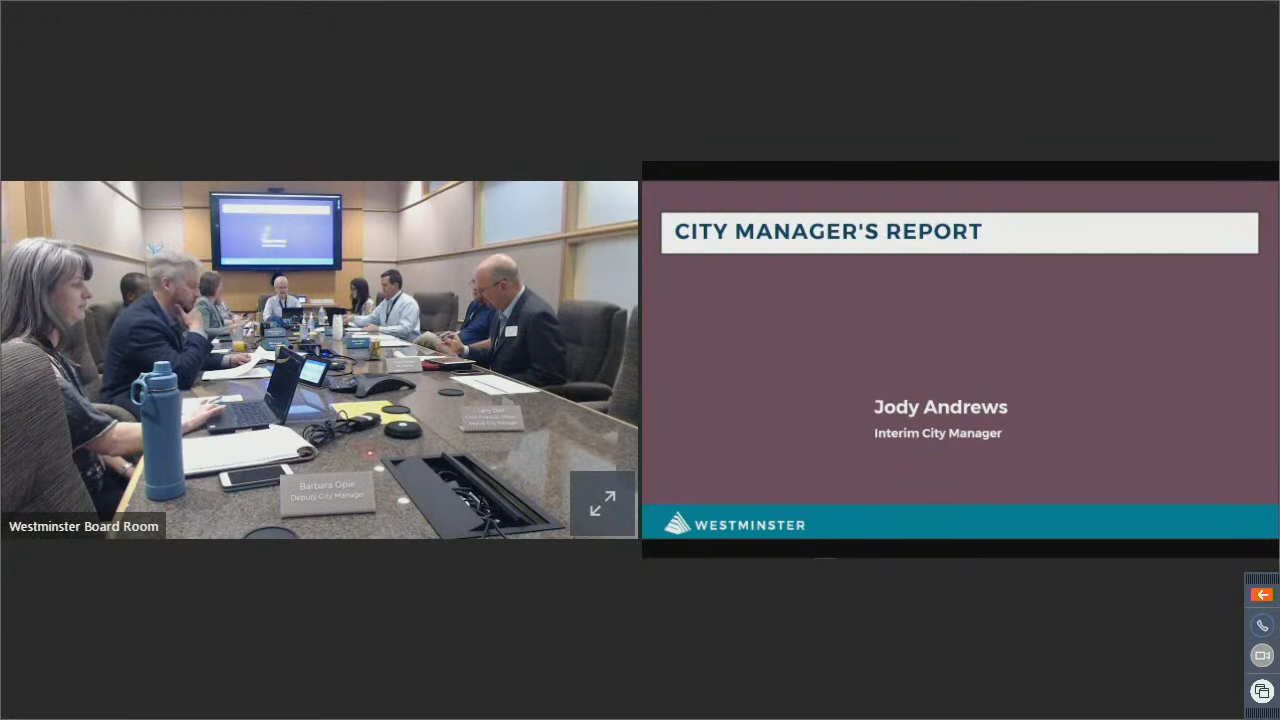 CITY MANAGER'S REPORT
Jody Andrews
Interim City Manager
WESTMINSTER
Barbara Opie
Deputy City Manager
Westminster Board Room